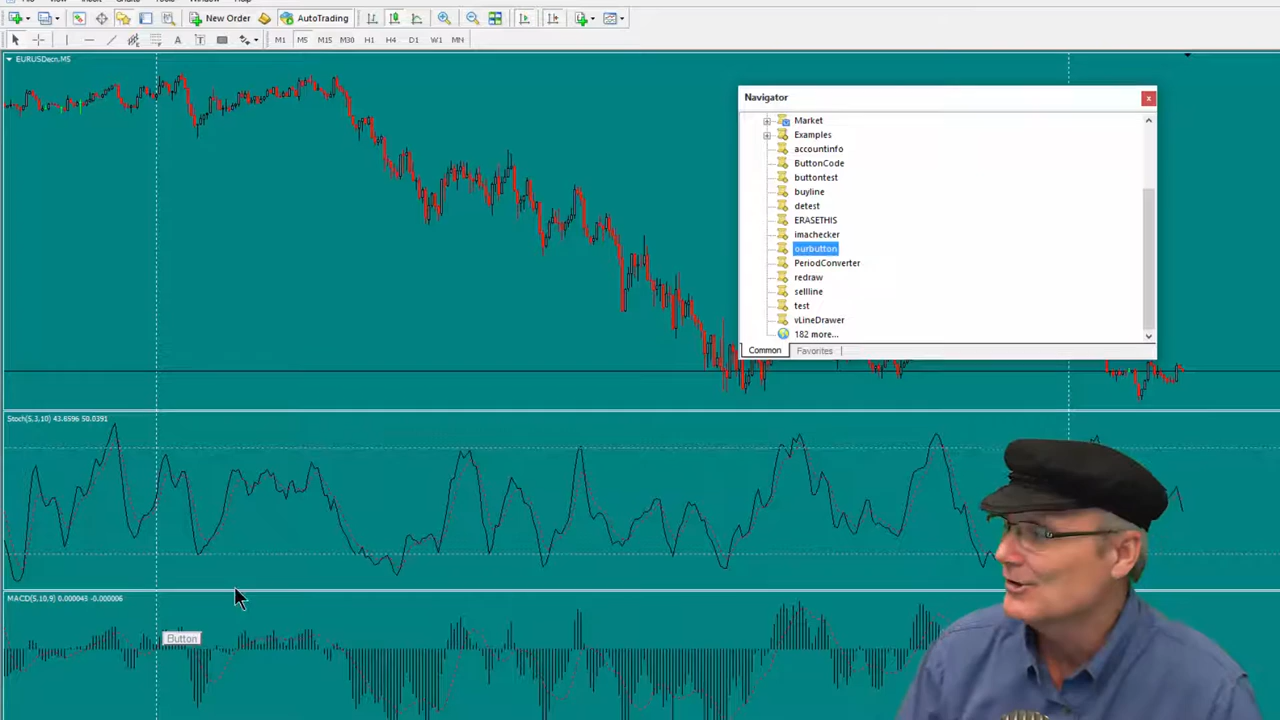 New Order
AutoTrading
A
T
M1
M5
M15
M30
H1
H4
D1
W1
MN
EURUSDecn,M5
Navigator
Market
Examples
accountinfo
ButtonCode
buttontest
buyline
detest
ERASETHIS
imachecker
ourbutton
PeriodConverter
redraw
sellline
test
vLineDrawer
182 more...
Common
Favorites
Stoch(5,3,10) 43.6596 50.0391
MACD(5,10,9) 0.000043 -0.000006
Button